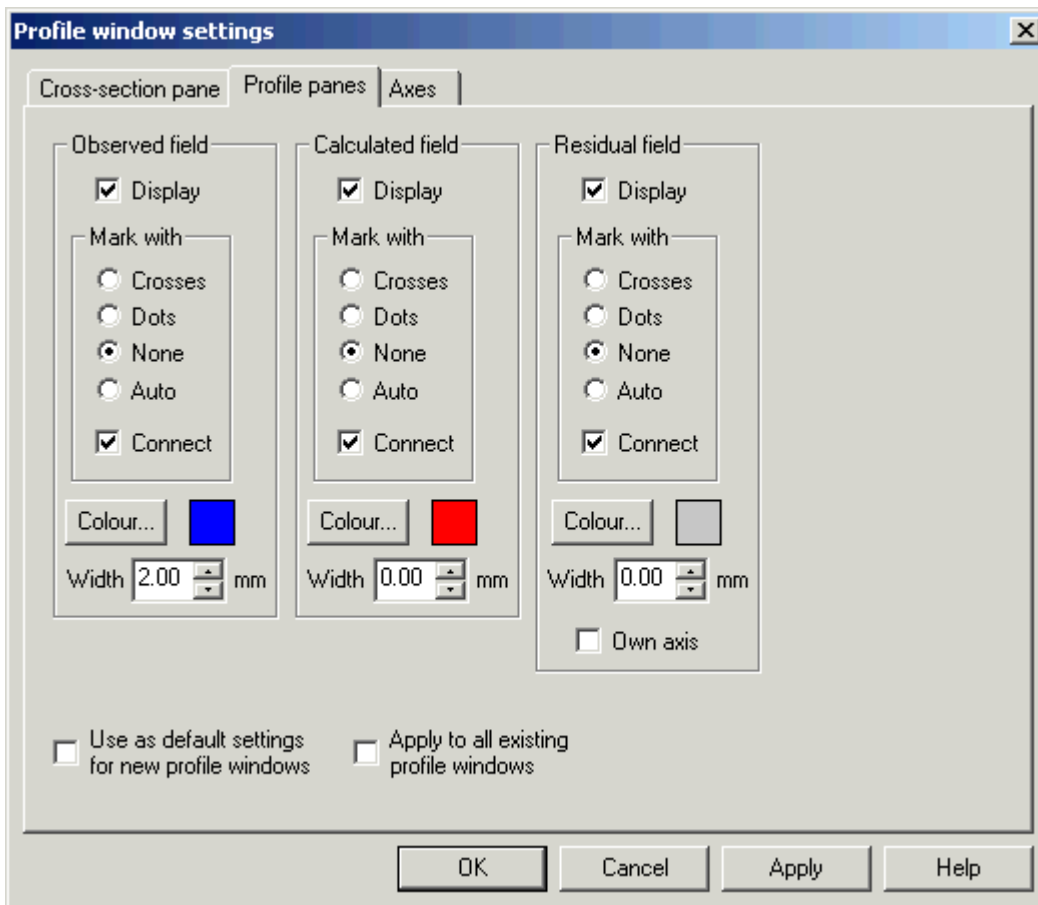 Profile window settings
Cross-section pane
Profile panes
Axes
Observed field
Display
Mark with
Crosses
Dots
None
Auto
Connect
Colour...
Width 2.00 mm
Calculated field
Display
Mark with
Crosses
Dots
None
Auto
Connect
Colour...
Width 0.00 mm
Residual field
Display
Mark with
Crosses
Dots
None
Auto
Connect
Colour...
Width 0.00 mm
Own axis
Use as default settings
for new profile windows
Apply to all existing
profile windows
OK
Cancel
Apply
Help